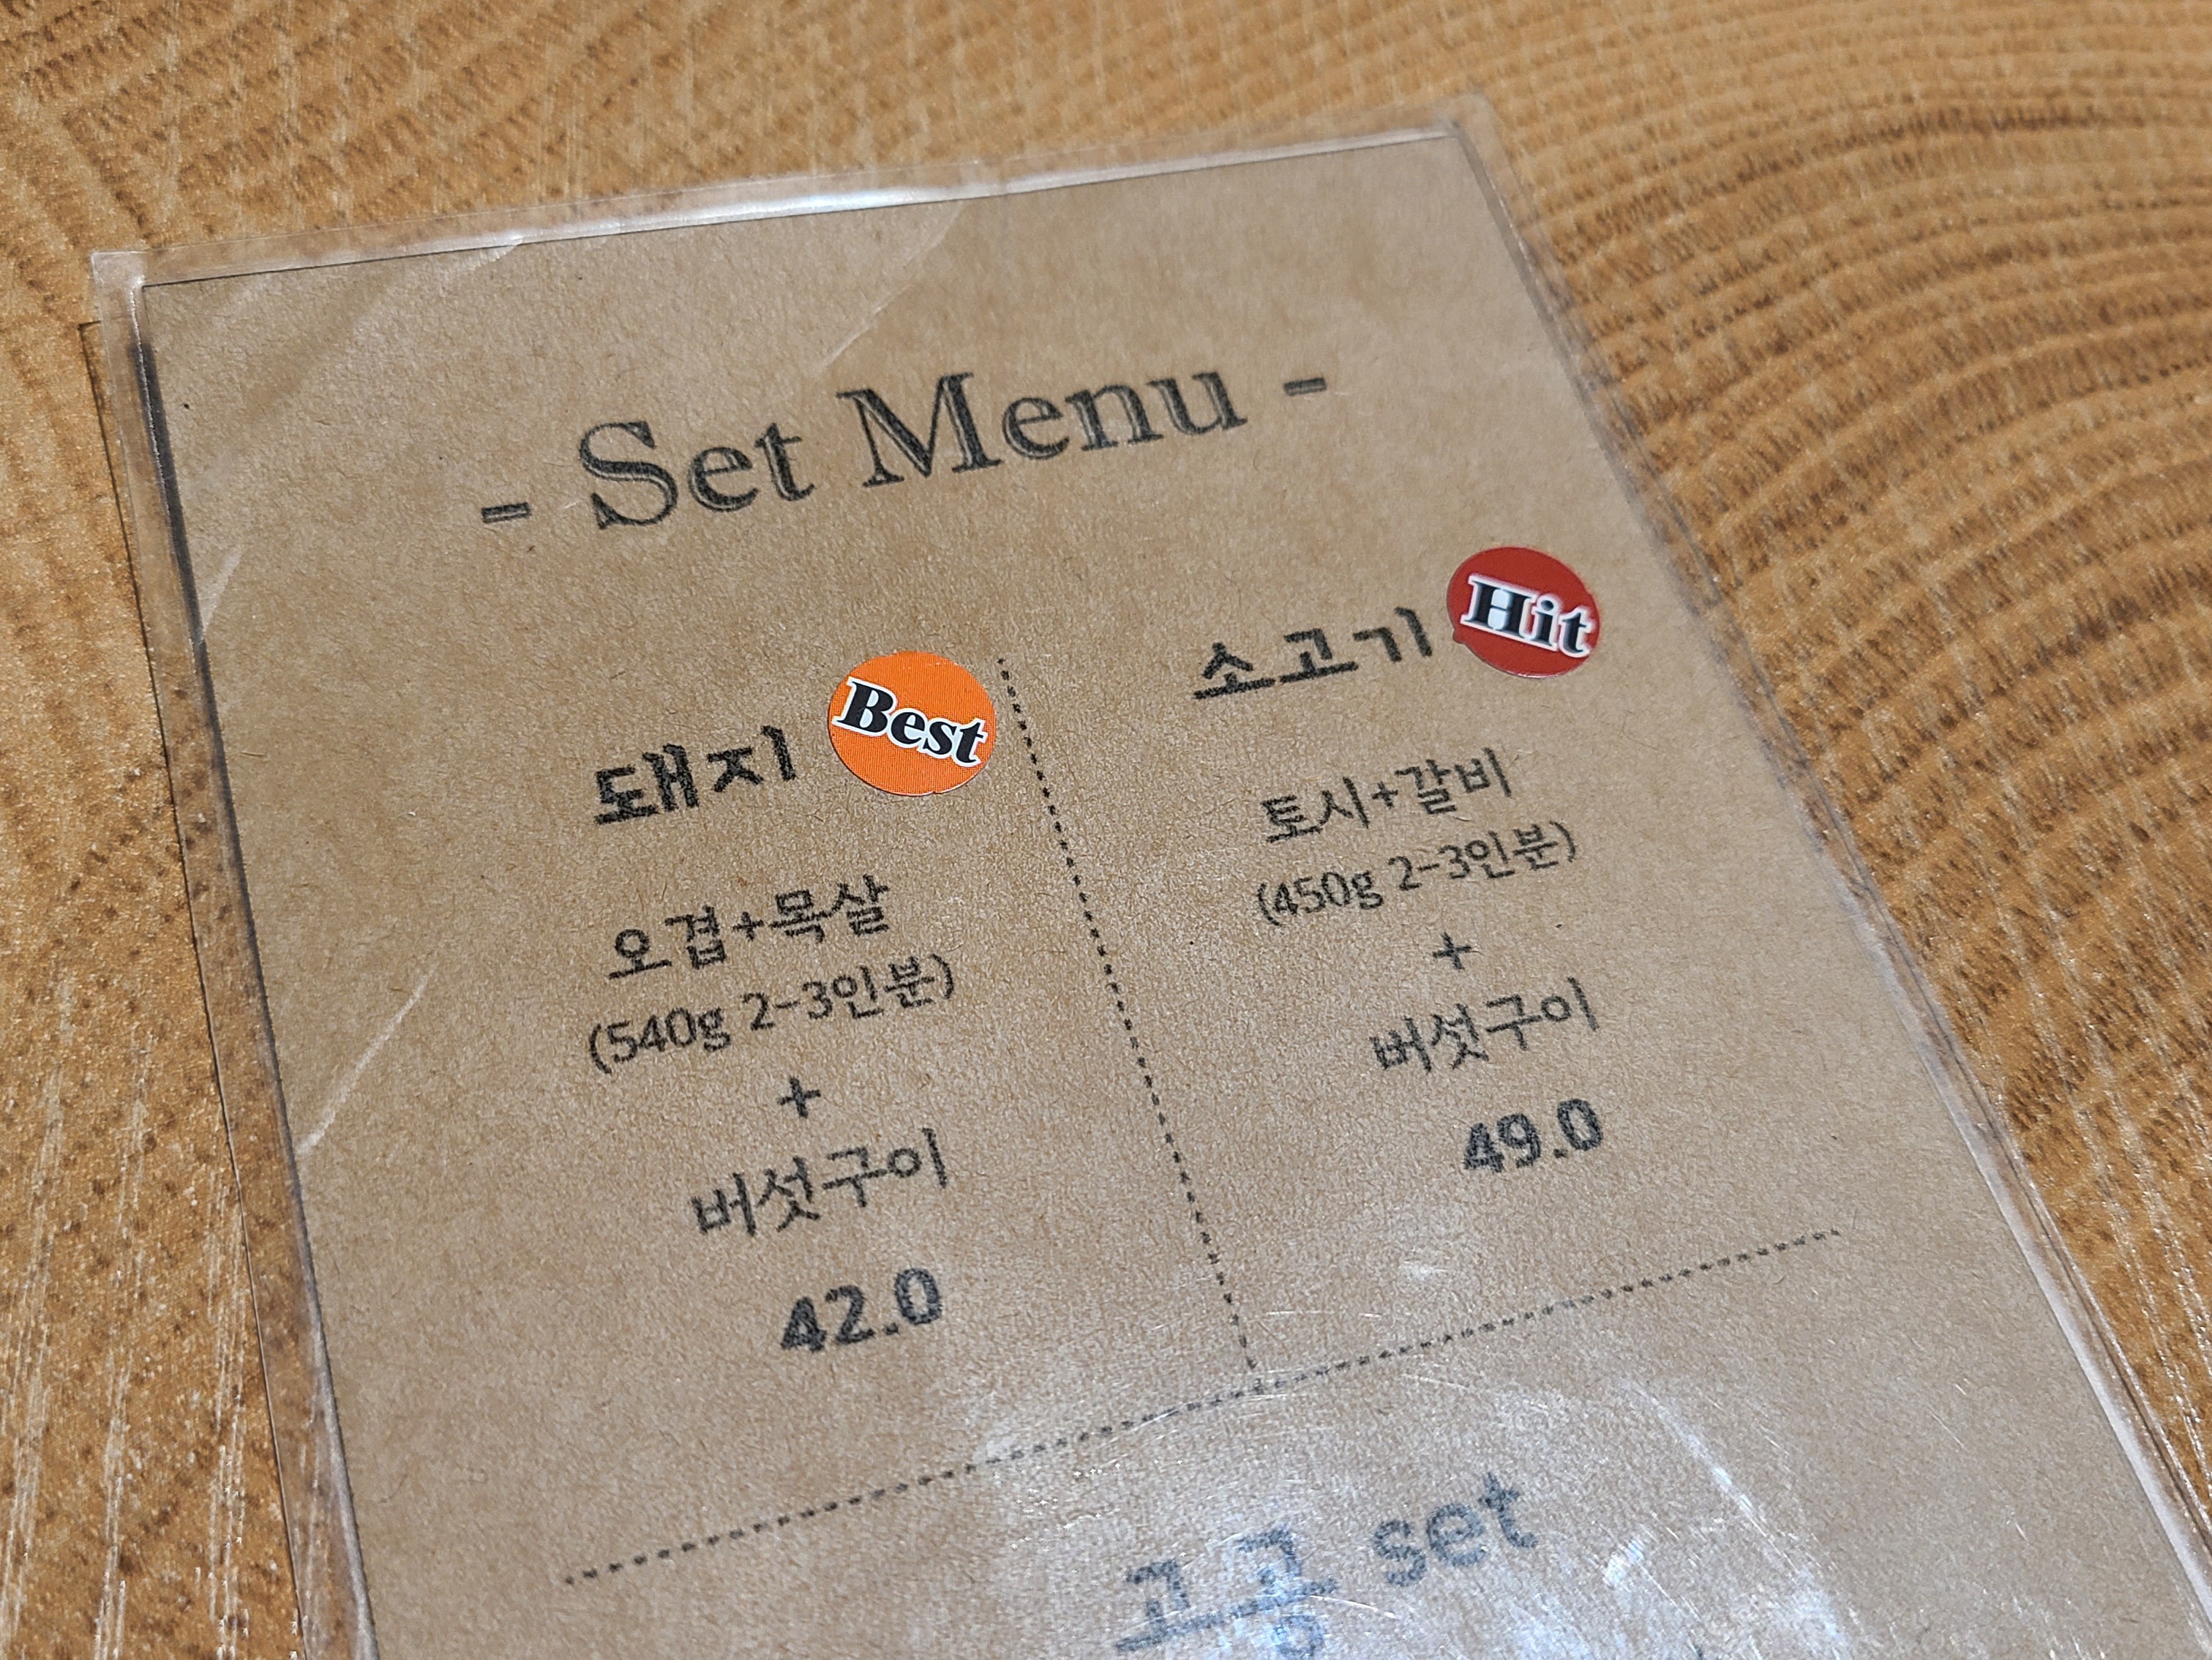 - Set Menu -
돼지 Best
오겹+목살
(540g 2-3인분)
+
버섯구이
42.0
소고기 Hit
토시+갈비
(450g 2-3인분)
+
버섯구이
49.0
고궁 set